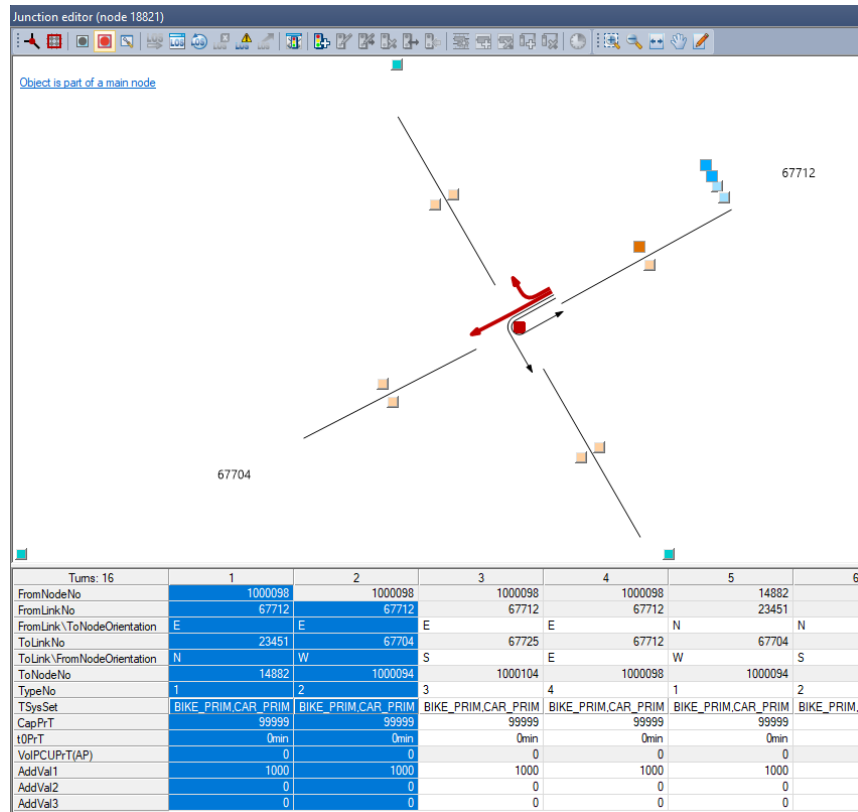 Junction editor (node 18821)
Object is part of a main node
67712
67704
Turns: 16 1 2 3 4 5 6
FromNodeNo 1000098 1000098 1000098 1000098 14882
FromLinkNo 67712 67712 67712 67712 23451
FromLink\ToNodeOrientation E E E E N N
ToLinkNo 23451 67704 67725 67712 67704
ToLink\FromNodeOrientation N W S E W S
ToNodeNo 14882 1000094 1000104 1000098 1000094
TypeNo 1 2 3 4 1 2
TSysSet BIKE_PRIM,CAR_PRIM BIKE_PRIM,CAR_PRIM BIKE_PRIM,CAR_PRIM BIKE_PRIM,CAR_PRIM BIKE_PRIM,CAR_PRIM BIKE_PRIM,
CapPrT 99999 99999 99999 99999 99999
t0PrT 0min 0min 0min 0min 0min
VolPCUPrT(AP) 0 0 0 0 0
AddVal1 1000 1000 1000 1000 1000
AddVal2 0 0 0 0 0
AddVal3 0 0 0 0 0